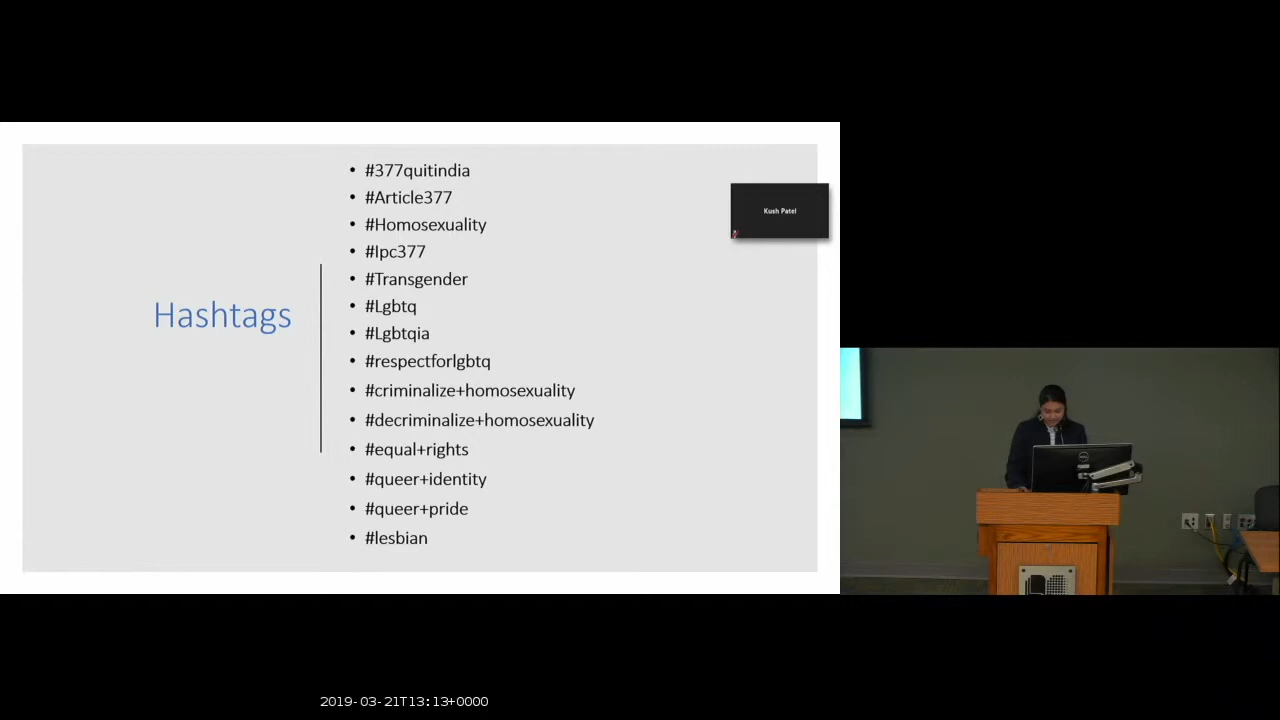 Hashtags
• #377quitindia
• #Article377
• #Homosexuality
• #Ipc377
• #Transgender
• #Lgbtq
• #Lgbtqia
• #respectforlgbtq
• #criminalize+homosexuality
• #decriminalize+homosexuality
• #equal+rights
• #queer+identity
• #queer+pride
• #lesbian
Kush Patel
DELL
2019-03-21T13:13+0000